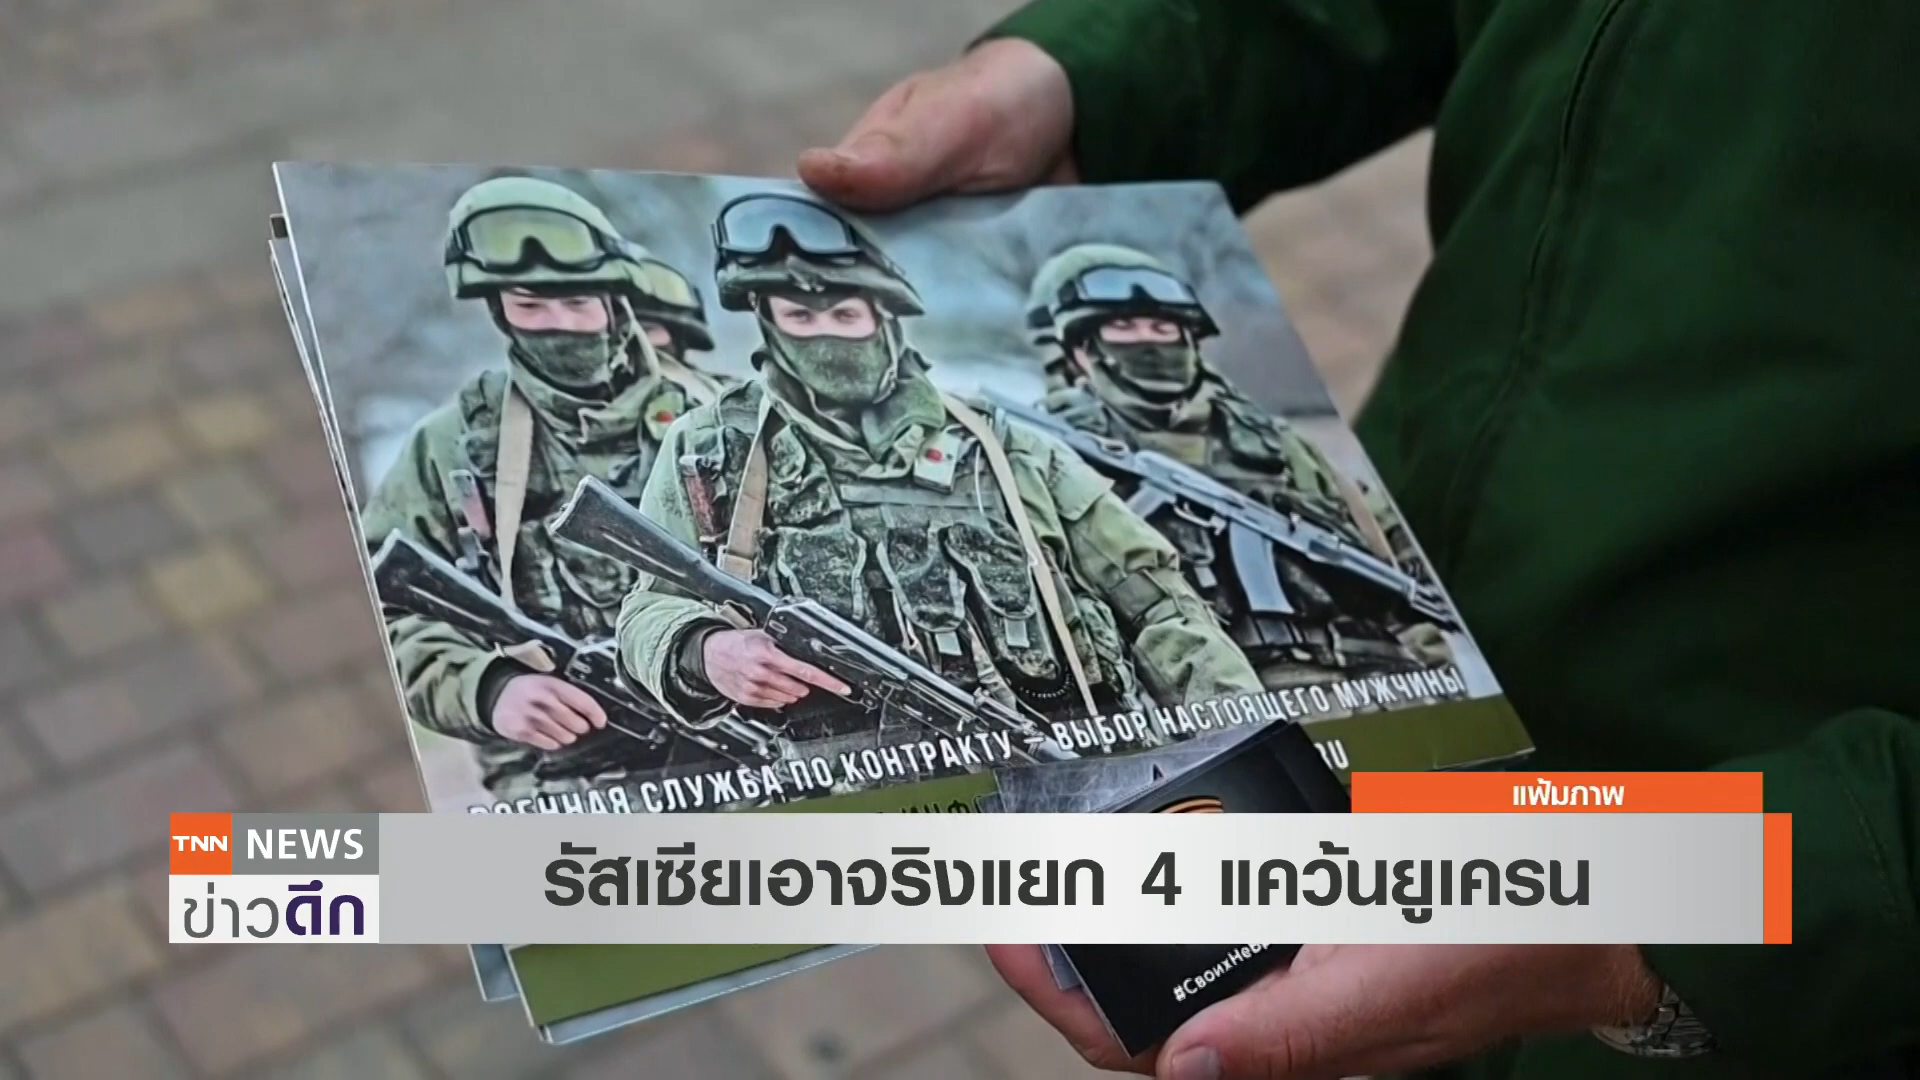 ВОЕННАЯ СЛУЖБА ПО КОНТРАКТУ – ВЫБОР НАСТОЯЩЕГО МУЖЧИНЫ
แฟ้มภาพ
TNN NEWS
ข่าวดึก
รัสเซียเอาจริงแยก 4 แคว้นยูเครน